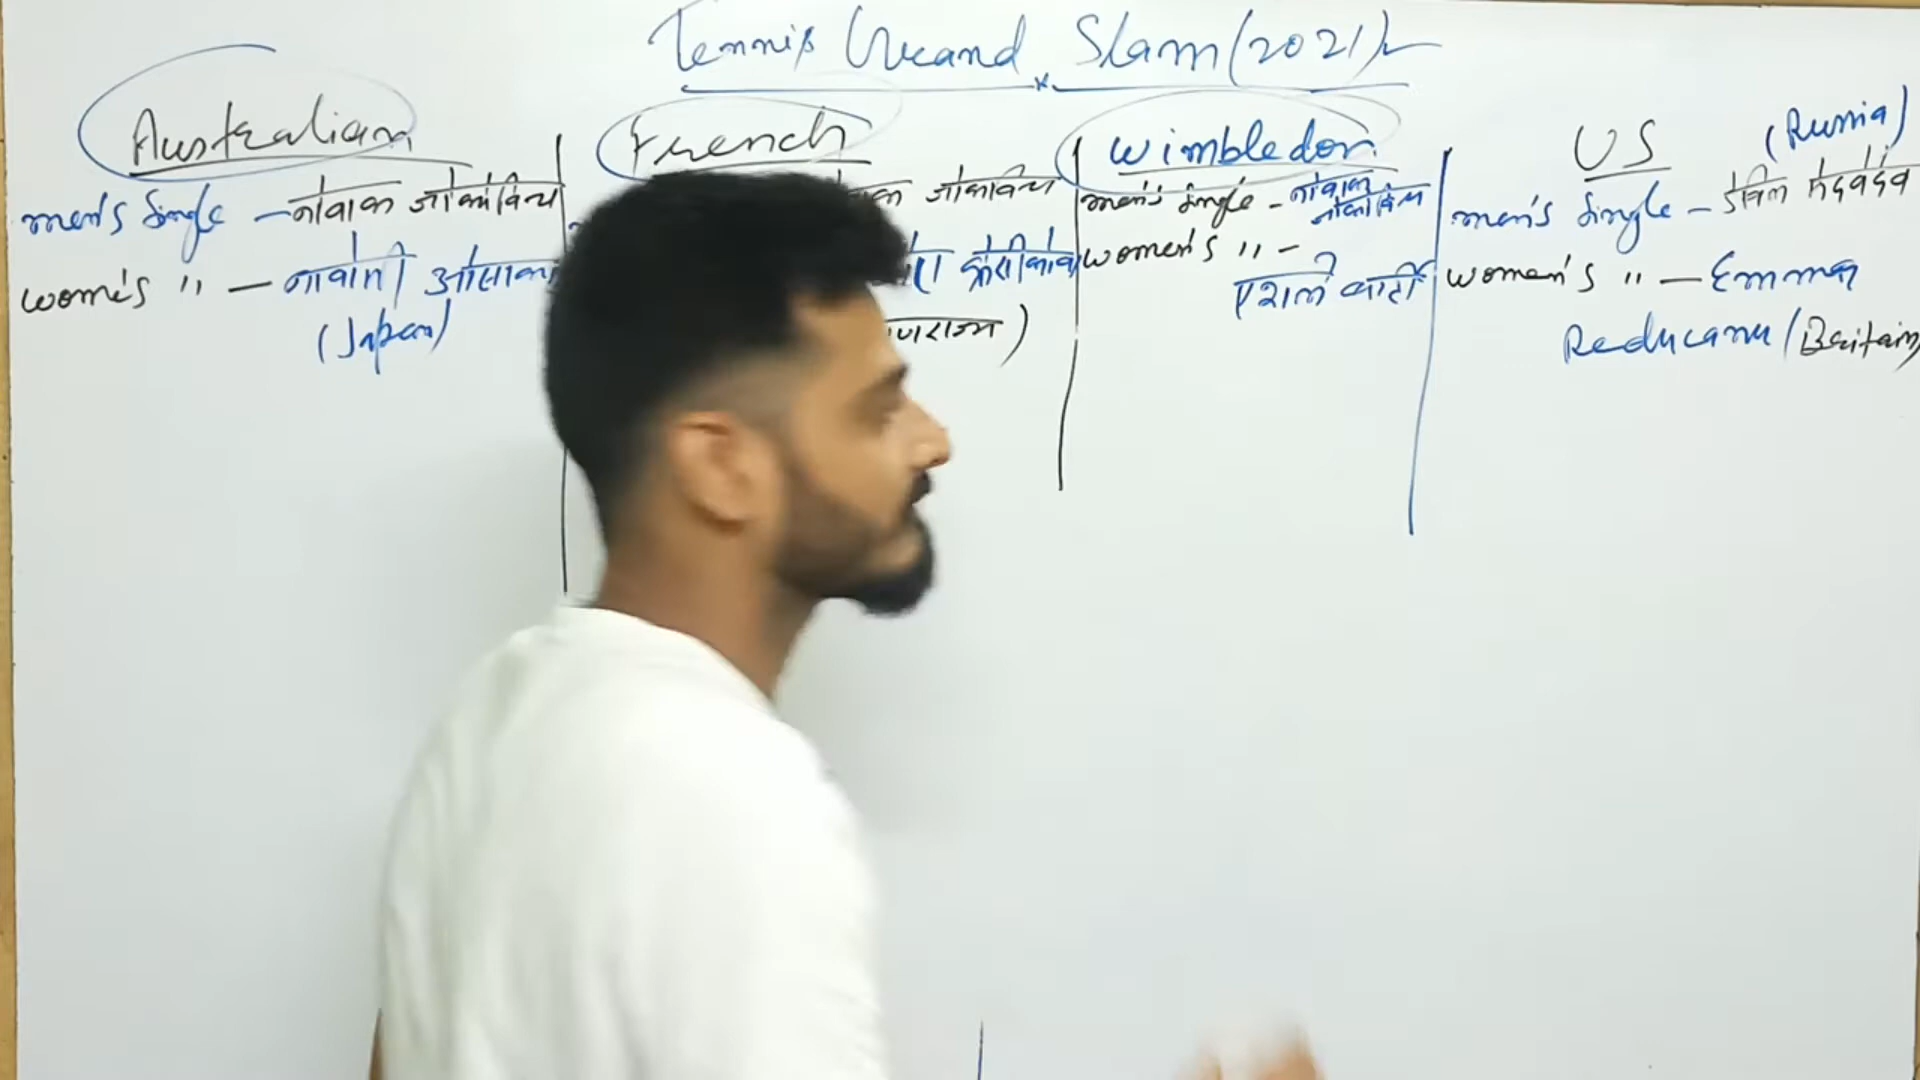 Tennis Grand Slam (2021)
Australian
men's Single - नोवाक जोकोविच
women's " - नाओमी ओसाका
(Japan)
French
जोकोविच
गणराज्य)
Wimbledon
men's Single - नोवाक
जोकोविच
women's " -
एशले बार्टी
US
(Russia)
men's Single - डेनिल मेदवेदेव
women's " - Emma
Raducanu (Britain)